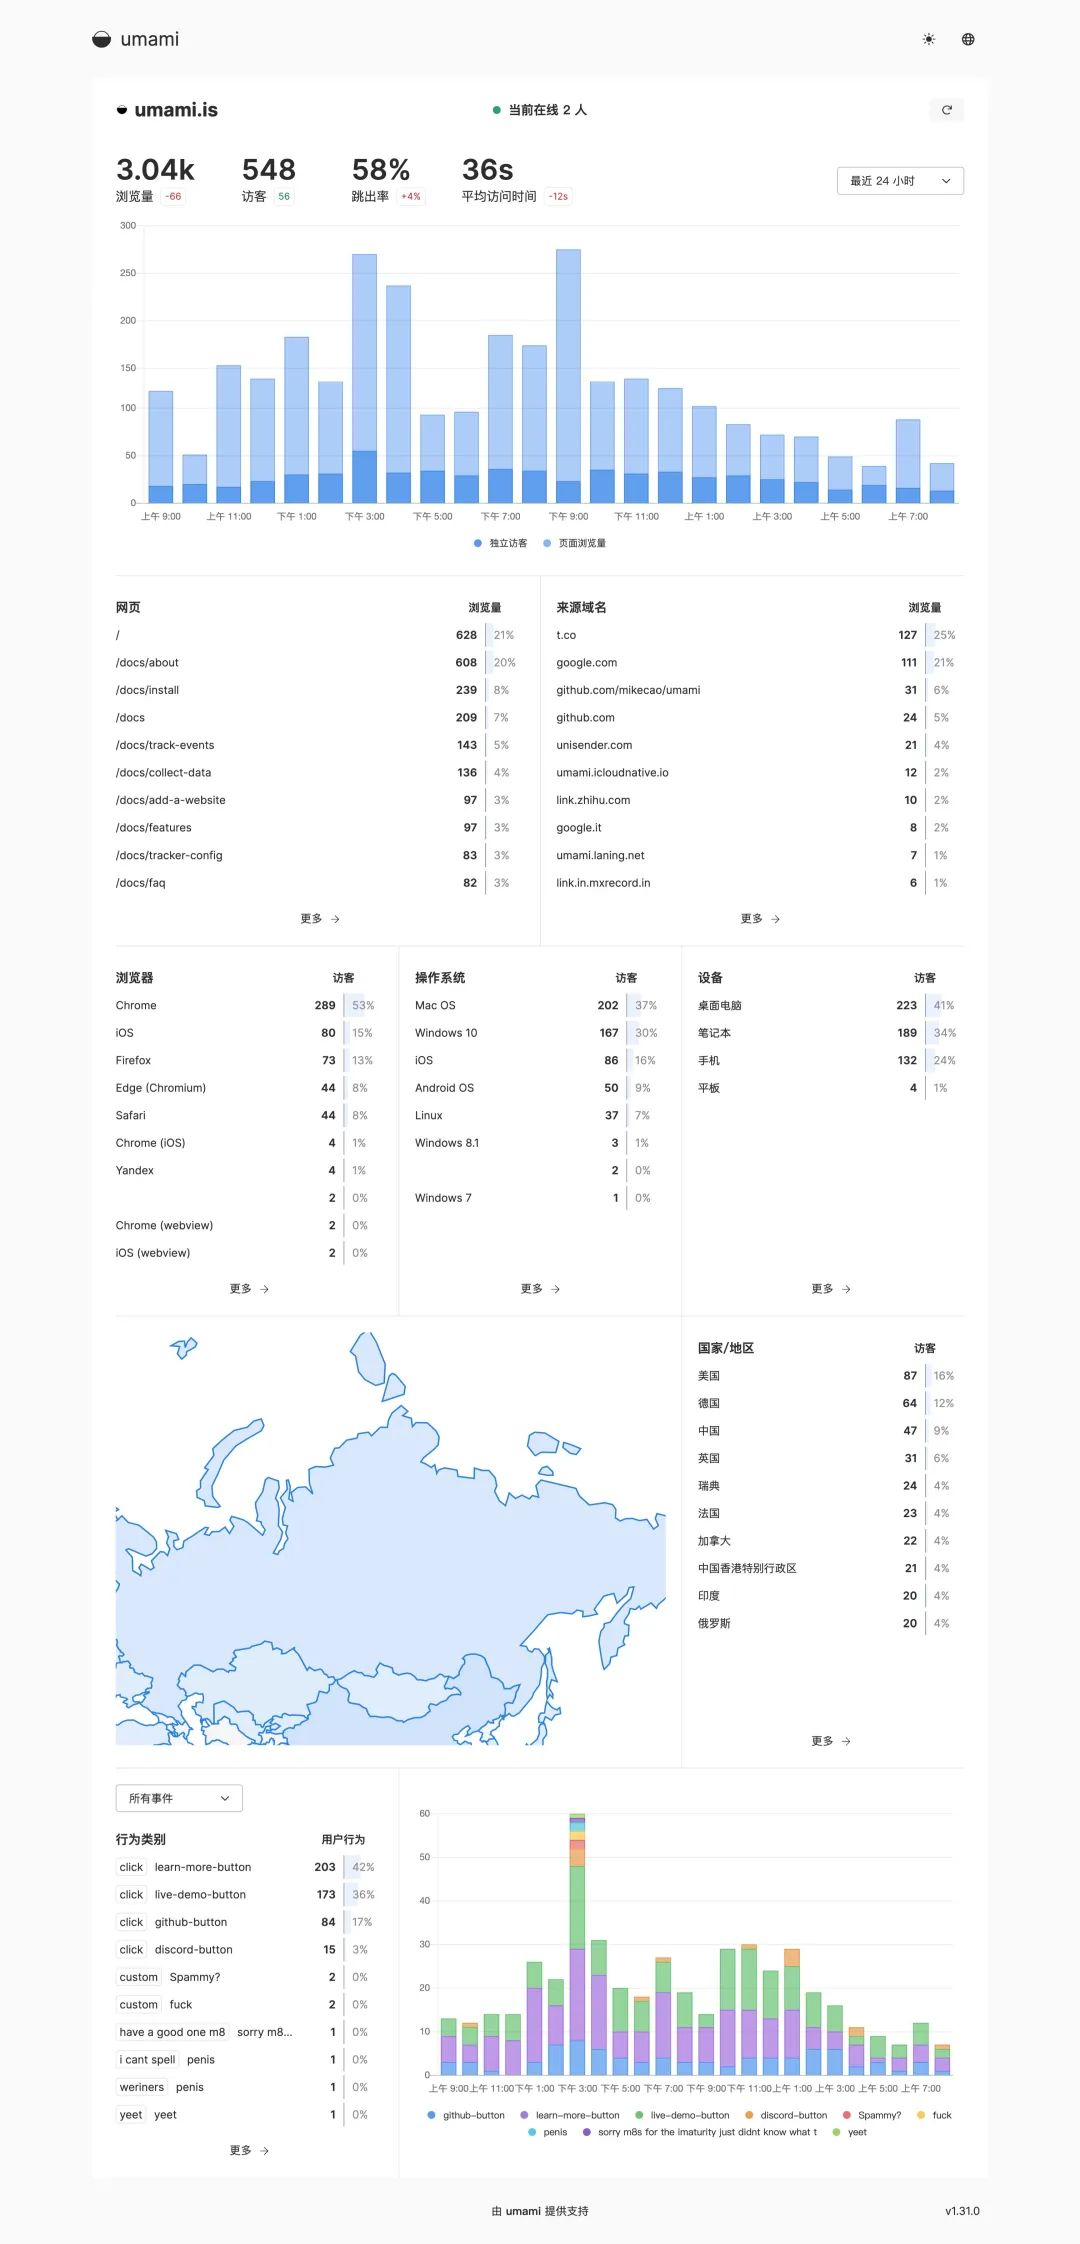 umami
umami.is
当前在线 2 人
3.04k 548 58% 36s
浏览量 -66 访客 56 跳出率 +4% 平均访问时间 -12s
最近 24 小时
300
250
200
150
100
50
0
上午 9:00 上午 11:00 下午 1:00 下午 3:00 下午 5:00 下午 7:00 下午 9:00 下午 11:00 上午 1:00 上午 3:00 上午 5:00 上午 7:00
独立访客 页面浏览量
网页 浏览量
/ 628 21%
/docs/about 608 20%
/docs/install 239 8%
/docs 209 7%
/docs/track-events 143 5%
/docs/collect-data 136 4%
/docs/add-a-website 97 3%
/docs/features 97 3%
/docs/tracker-config 83 3%
/docs/faq 82 3%
更多 →
来源域名 浏览量
t.co 127 25%
google.com 111 21%
github.com/mikecao/umami 31 6%
github.com 24 5%
unisender.com 21 4%
umami.icloudnative.io 12 2%
link.zhihu.com 10 2%
google.it 8 2%
umami.laning.net 7 1%
link.in.mxrecord.in 6 1%
更多 →
浏览器 访客
Chrome 289 53%
iOS 80 15%
Firefox 73 13%
Edge (Chromium) 44 8%
Safari 44 8%
Chrome (iOS) 4 1%
Yandex 4 1%
2 0%
Chrome (webview) 2 0%
iOS (webview) 2 0%
更多 →
操作系统 访客
Mac OS 202 37%
Windows 10 167 30%
iOS 86 16%
Android OS 50 9%
Linux 37 7%
Windows 8.1 3 1%
2 0%
Windows 7 1 0%
更多 →
设备 访客
桌面电脑 223 41%
笔记本 189 34%
手机 132 24%
平板 4 1%
更多 →
国家/地区 访客
美国 87 16%
德国 64 12%
中国 47 9%
英国 31 6%
瑞典 24 4%
法国 23 4%
加拿大 22 4%
中国香港特别行政区 21 4%
印度 20 4%
俄罗斯 20 4%
更多 →
所有事件
行为类别 用户行为
click learn-more-button 203 42%
click live-demo-button 173 36%
click github-button 84 17%
click discord-button 15 3%
custom Spammy? 2 0%
custom fuck 2 0%
have a good one m8 sorry m8... 1 0%
i cant spell penis 1 0%
weriners penis 1 0%
yeet yeet 1 0%
更多 →
60
50
40
30
20
10
0
上午 9:00 上午 11:00 下午 1:00 下午 3:00 下午 5:00 下午 7:00 下午 9:00 下午 11:00 上午 1:00 上午 3:00 上午 5:00 上午 7:00
github-button learn-more-button live-demo-button discord-button Spammy? fuck
penis sorry m8s for the imaturity just didnt know what t yeet
由 umami 提供支持
v1.31.0